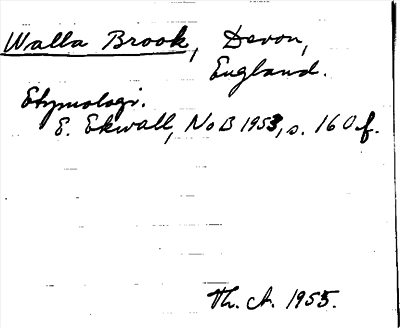 Walla Brook, Devon,
England.
Etymologi.
E. Ekwall, NoB 1953, s. 160 f.
Th. A. 1955.